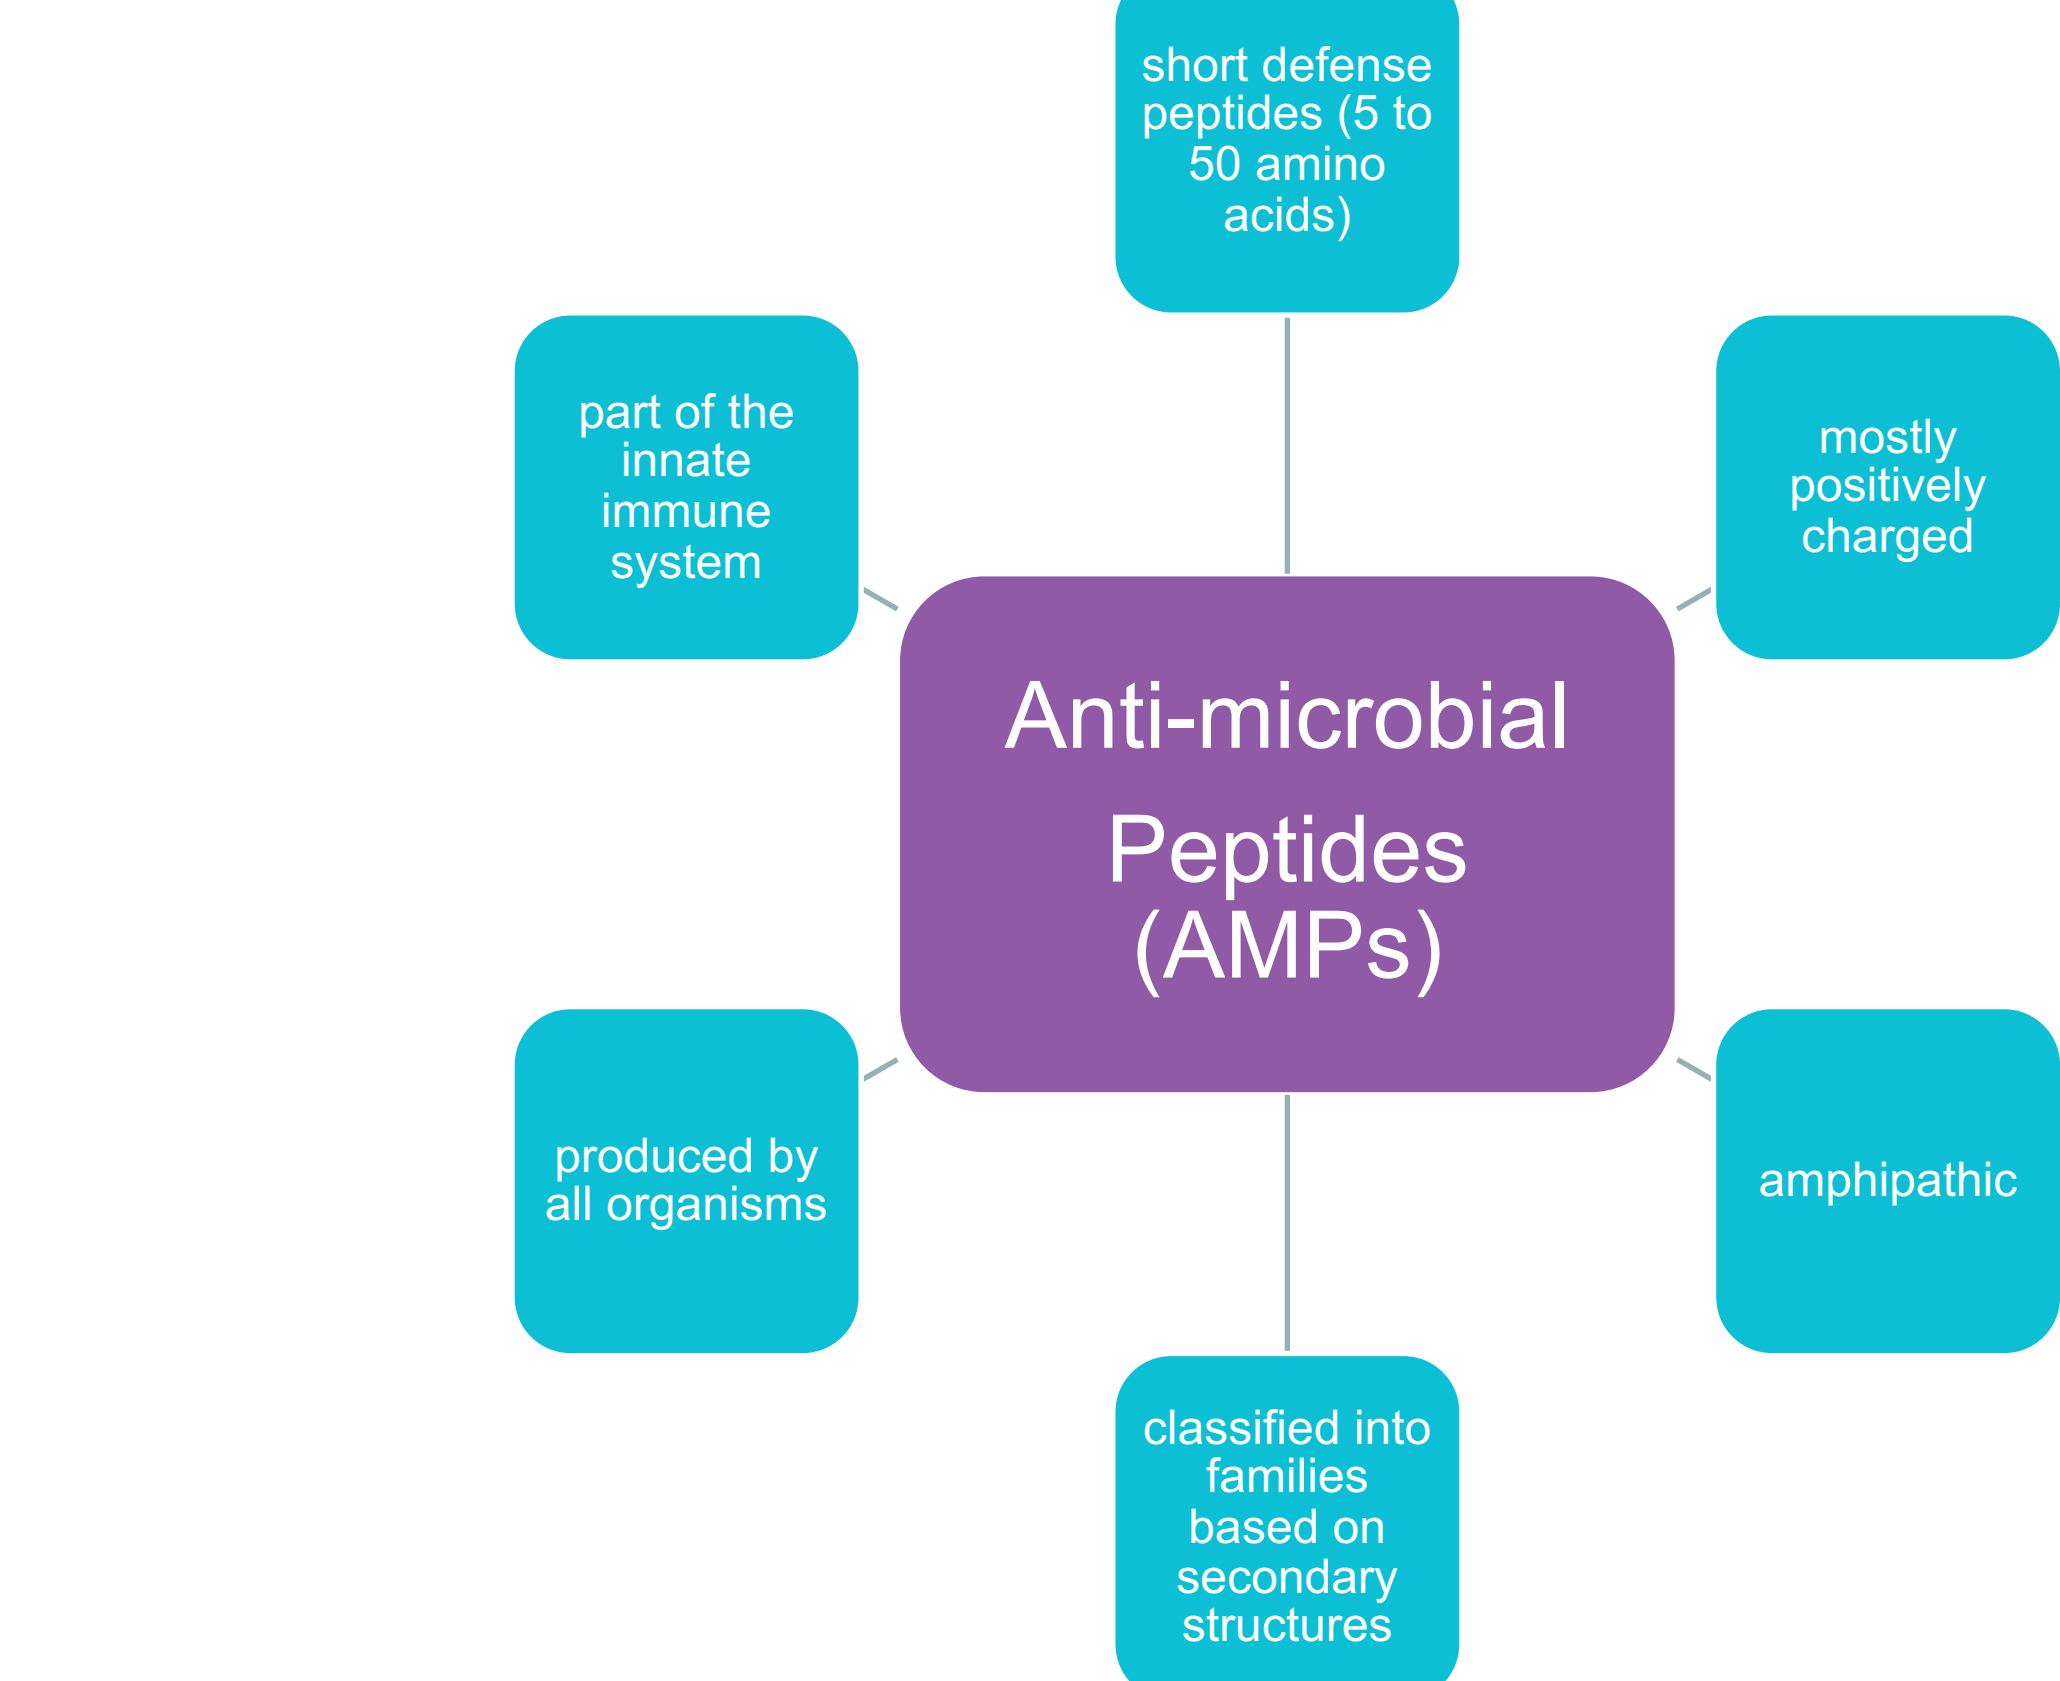 short defense
peptides (5 to
50 amino
acids)
part of the
innate
immune
system
mostly
positively
charged
Anti-microbial
Peptides
(AMPs)
produced by
all organisms
amphipathic
classified into
families
based on
secondary
structures